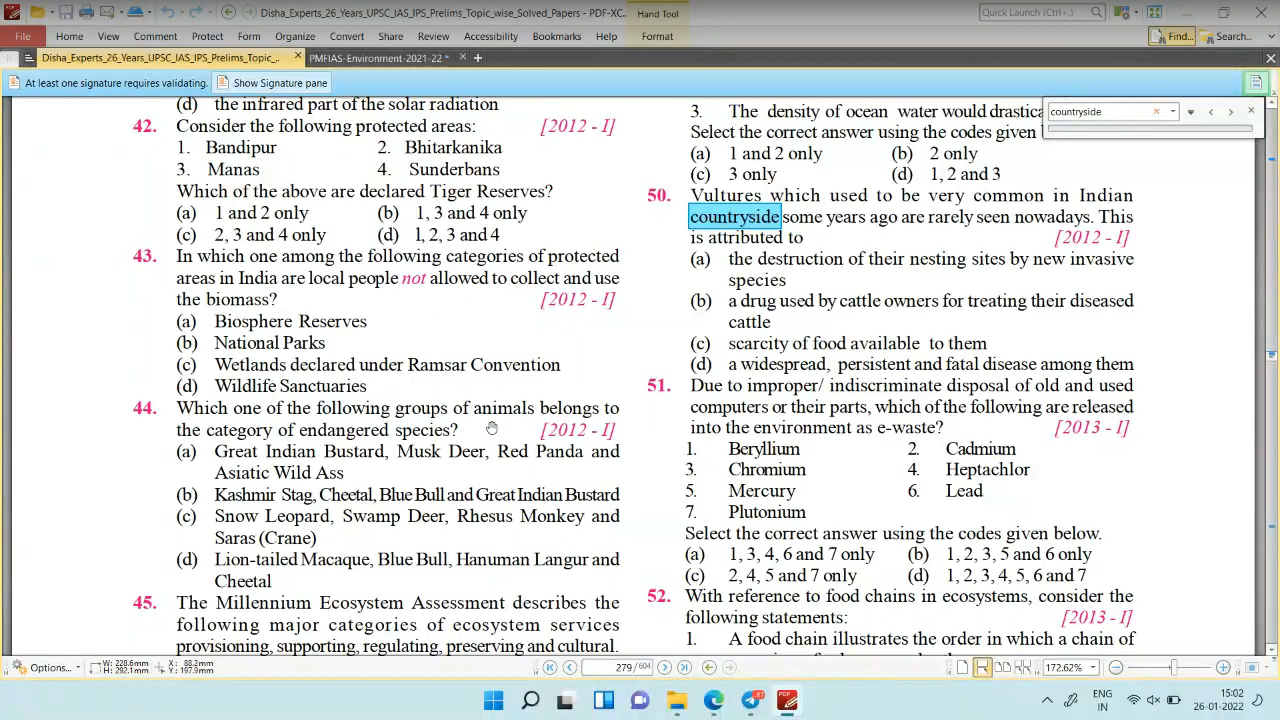 Disha_Experts_26_Years_UPSC_IAS_IPS_Prelims_Topic_wise_Solved_Papers - PDF-XC...
Hand Tool
Quick Launch (Ctrl+.)
File Home View Comment Protect Form Organize Convert Share Review Accessibility Bookmarks Help Format
Find... Search...
Disha_Experts_26_Years_UPSC_IAS_IPS_Prelims_Topic_... PMFIAS-Environment-2021-22 *
At least one signature requires validating. Show Signature pane
countryside
(d) the infrared part of the solar radiation
42. Consider the following protected areas: [2012 - I]
1. Bandipur 2. Bhitarkanika
3. Manas 4. Sunderbans
Which of the above are declared Tiger Reserves?
(a) 1 and 2 only (b) 1, 3 and 4 only
(c) 2, 3 and 4 only (d) l, 2, 3 and 4
43. In which one among the following categories of protected
areas in India are local people not allowed to collect and use
the biomass? [2012 - I]
(a) Biosphere Reserves
(b) National Parks
(c) Wetlands declared under Ramsar Convention
(d) Wildlife Sanctuaries
44. Which one of the following groups of animals belongs to
the category of endangered species? [2012 - I]
(a) Great Indian Bustard, Musk Deer, Red Panda and
Asiatic Wild Ass
(b) Kashmir Stag, Cheetal, Blue Bull and Great Indian Bustard
(c) Snow Leopard, Swamp Deer, Rhesus Monkey and
Saras (Crane)
(d) Lion-tailed Macaque, Blue Bull, Hanuman Langur and
Cheetal
45. The Millennium Ecosystem Assessment describes the
following major categories of ecosystem services
provisioning, supporting, regulating, preserving and cultural.
3. The density of ocean water would drastica
Select the correct answer using the codes given
(a) 1 and 2 only (b) 2 only
(c) 3 only (d) 1, 2 and 3
50. Vultures which used to be very common in Indian
countryside some years ago are rarely seen nowadays. This
is attributed to [2012 - I]
(a) the destruction of their nesting sites by new invasive
species
(b) a drug used by cattle owners for treating their diseased
cattle
(c) scarcity of food available to them
(d) a widespread, persistent and fatal disease among them
51. Due to improper/ indiscriminate disposal of old and used
computers or their parts, which of the following are released
into the environment as e-waste? [2013 - I]
1. Beryllium 2. Cadmium
3. Chromium 4. Heptachlor
5. Mercury 6. Lead
7. Plutonium
Select the correct answer using the codes given below.
(a) 1, 3, 4, 6 and 7 only (b) 1, 2, 3, 5 and 6 only
(c) 2, 4, 5 and 7 only (d) 1, 2, 3, 4, 5, 6 and 7
52. With reference to food chains in ecosystems, consider the
following statements: [2013 - I]
1. A food chain illustrates the order in which a chain of
Options... W: 228.6mm X: 88.2mm 279 / 604 172.62%
H: 292.1mm Y: 197.9mm
ENG 15:02
IN 26-01-2022